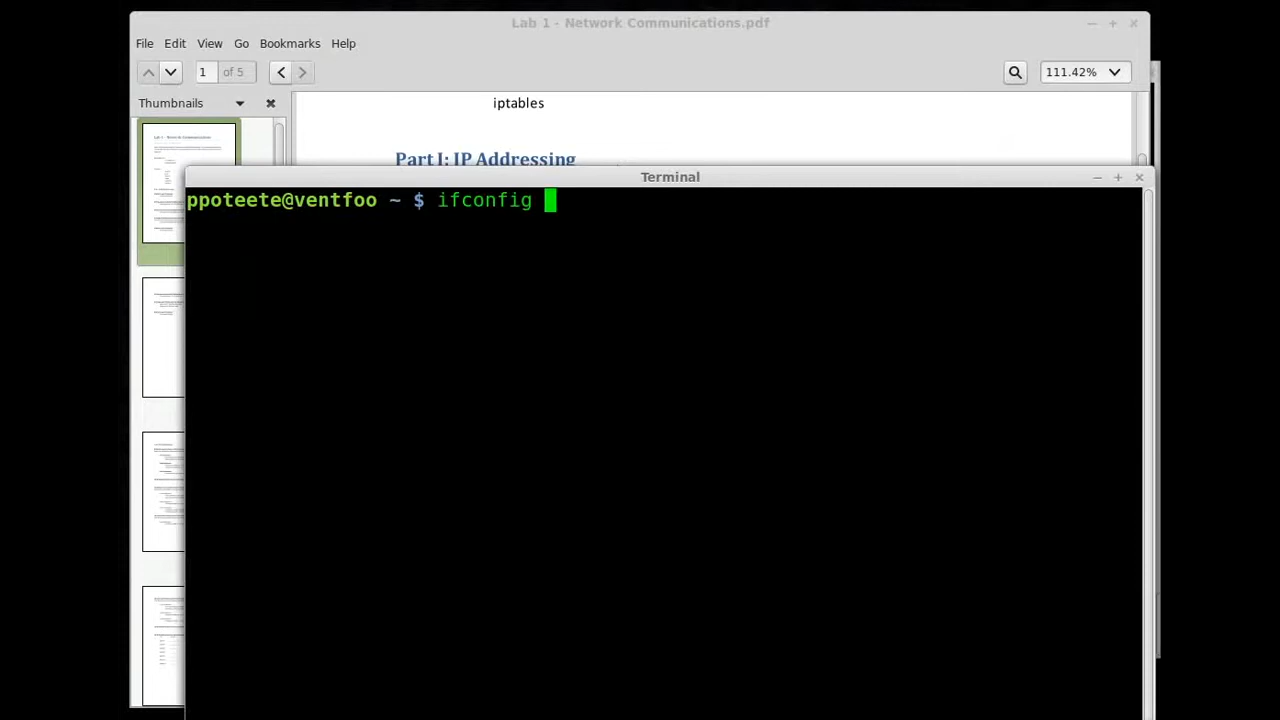 Lab 1 - Network Communications.pdf
File Edit View Go Bookmarks Help
1 of 5 111.42%
Thumbnails
iptables
Part I: IP Addressing
Terminal
ppoteete@ventfoo ~ $ ifconfig